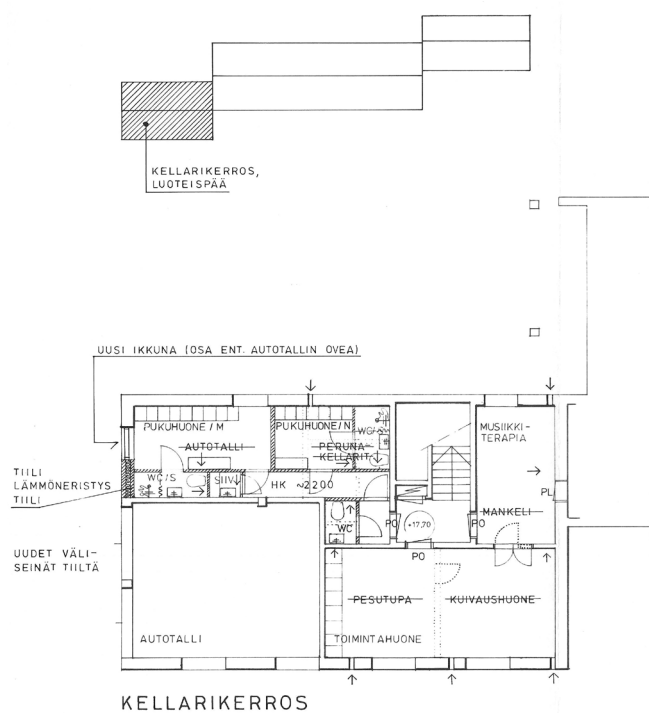 KELLARIKERROS,
LUOTEISPÄÄ
UUSI IKKUNA (OSA ENT. AUTOTALLIN OVEA)
PUKUHUONE / M
PUKUHUONE/N
WC/S
MUSIIKKI-
TERAPIA
AUTOTALLI
PERUNA-
KELLARIT
TIILI
LÄMMÖNERISTYS
TIILI
WC/S
SIIV.
HK ~2200
PL
MANKELI
WC
PO
+17,70
PO
UUDET VÄLI-
SEINÄT TIILTÄ
PO
PESUTUPA
KUIVAUSHUONE
AUTOTALLI
TOIMINTAHUONE
KELLARIKERROS